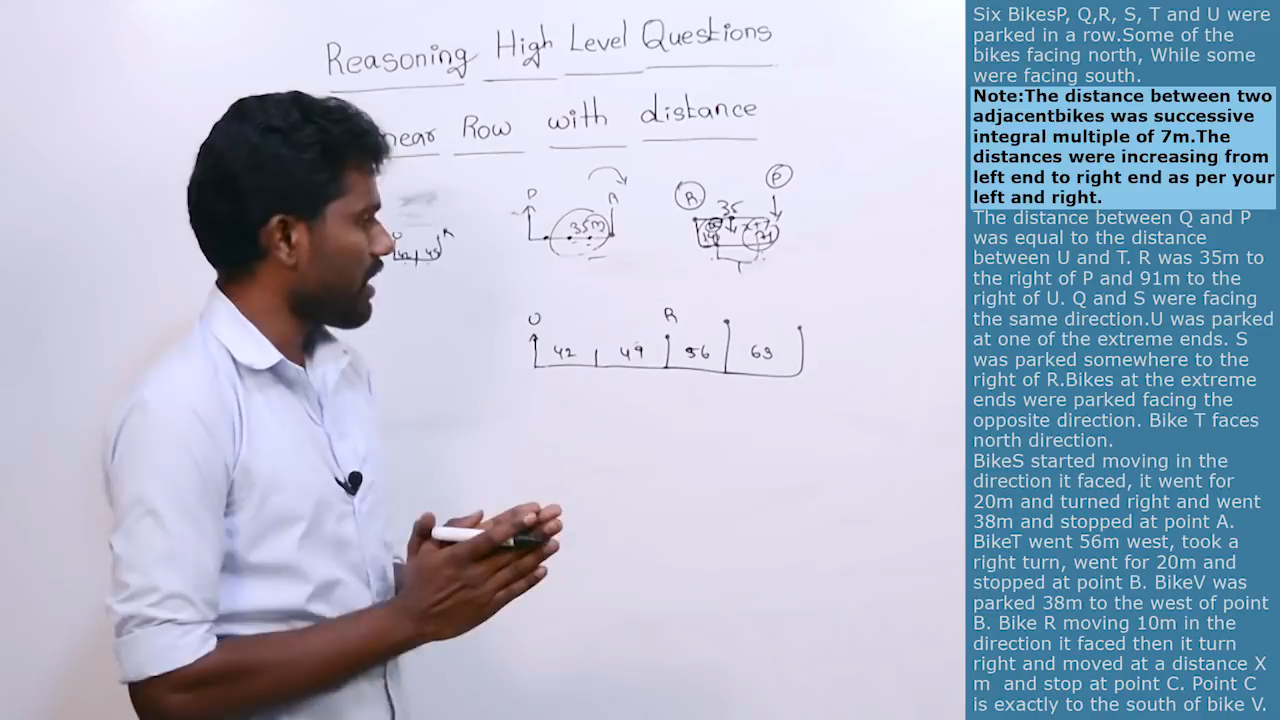 Reasoning High Level Questions
near Row with distance
P
R
35m
R
35
P
R
U
R
42
49
56
63
Six BikesP, Q,R, S, T and U were
parked in a row.Some of the
bikes facing north, While some
were facing south.
Note:The distance between two
adjacentbikes was successive
integral multiple of 7m.The
distances were increasing from
left end to right end as per your
left and right.
The distance between Q and P
was equal to the distance
between U and T. R was 35m to
the right of P and 91m to the
right of U. Q and S were facing
the same direction.U was parked
at one of the extreme ends. S
was parked somewhere to the
right of R.Bikes at the extreme
ends were parked facing the
opposite direction. Bike T faces
north direction.
BikeS started moving in the
direction it faced, it went for
20m and turned right and went
38m and stopped at point A.
BikeT went 56m west, took a
right turn, went for 20m and
stopped at point B. BikeV was
parked 38m to the west of point
B. Bike R moving 10m in the
direction it faced then it turn
right and moved at a distance X
m and stop at point C. Point C
is exactly to the south of bike V.